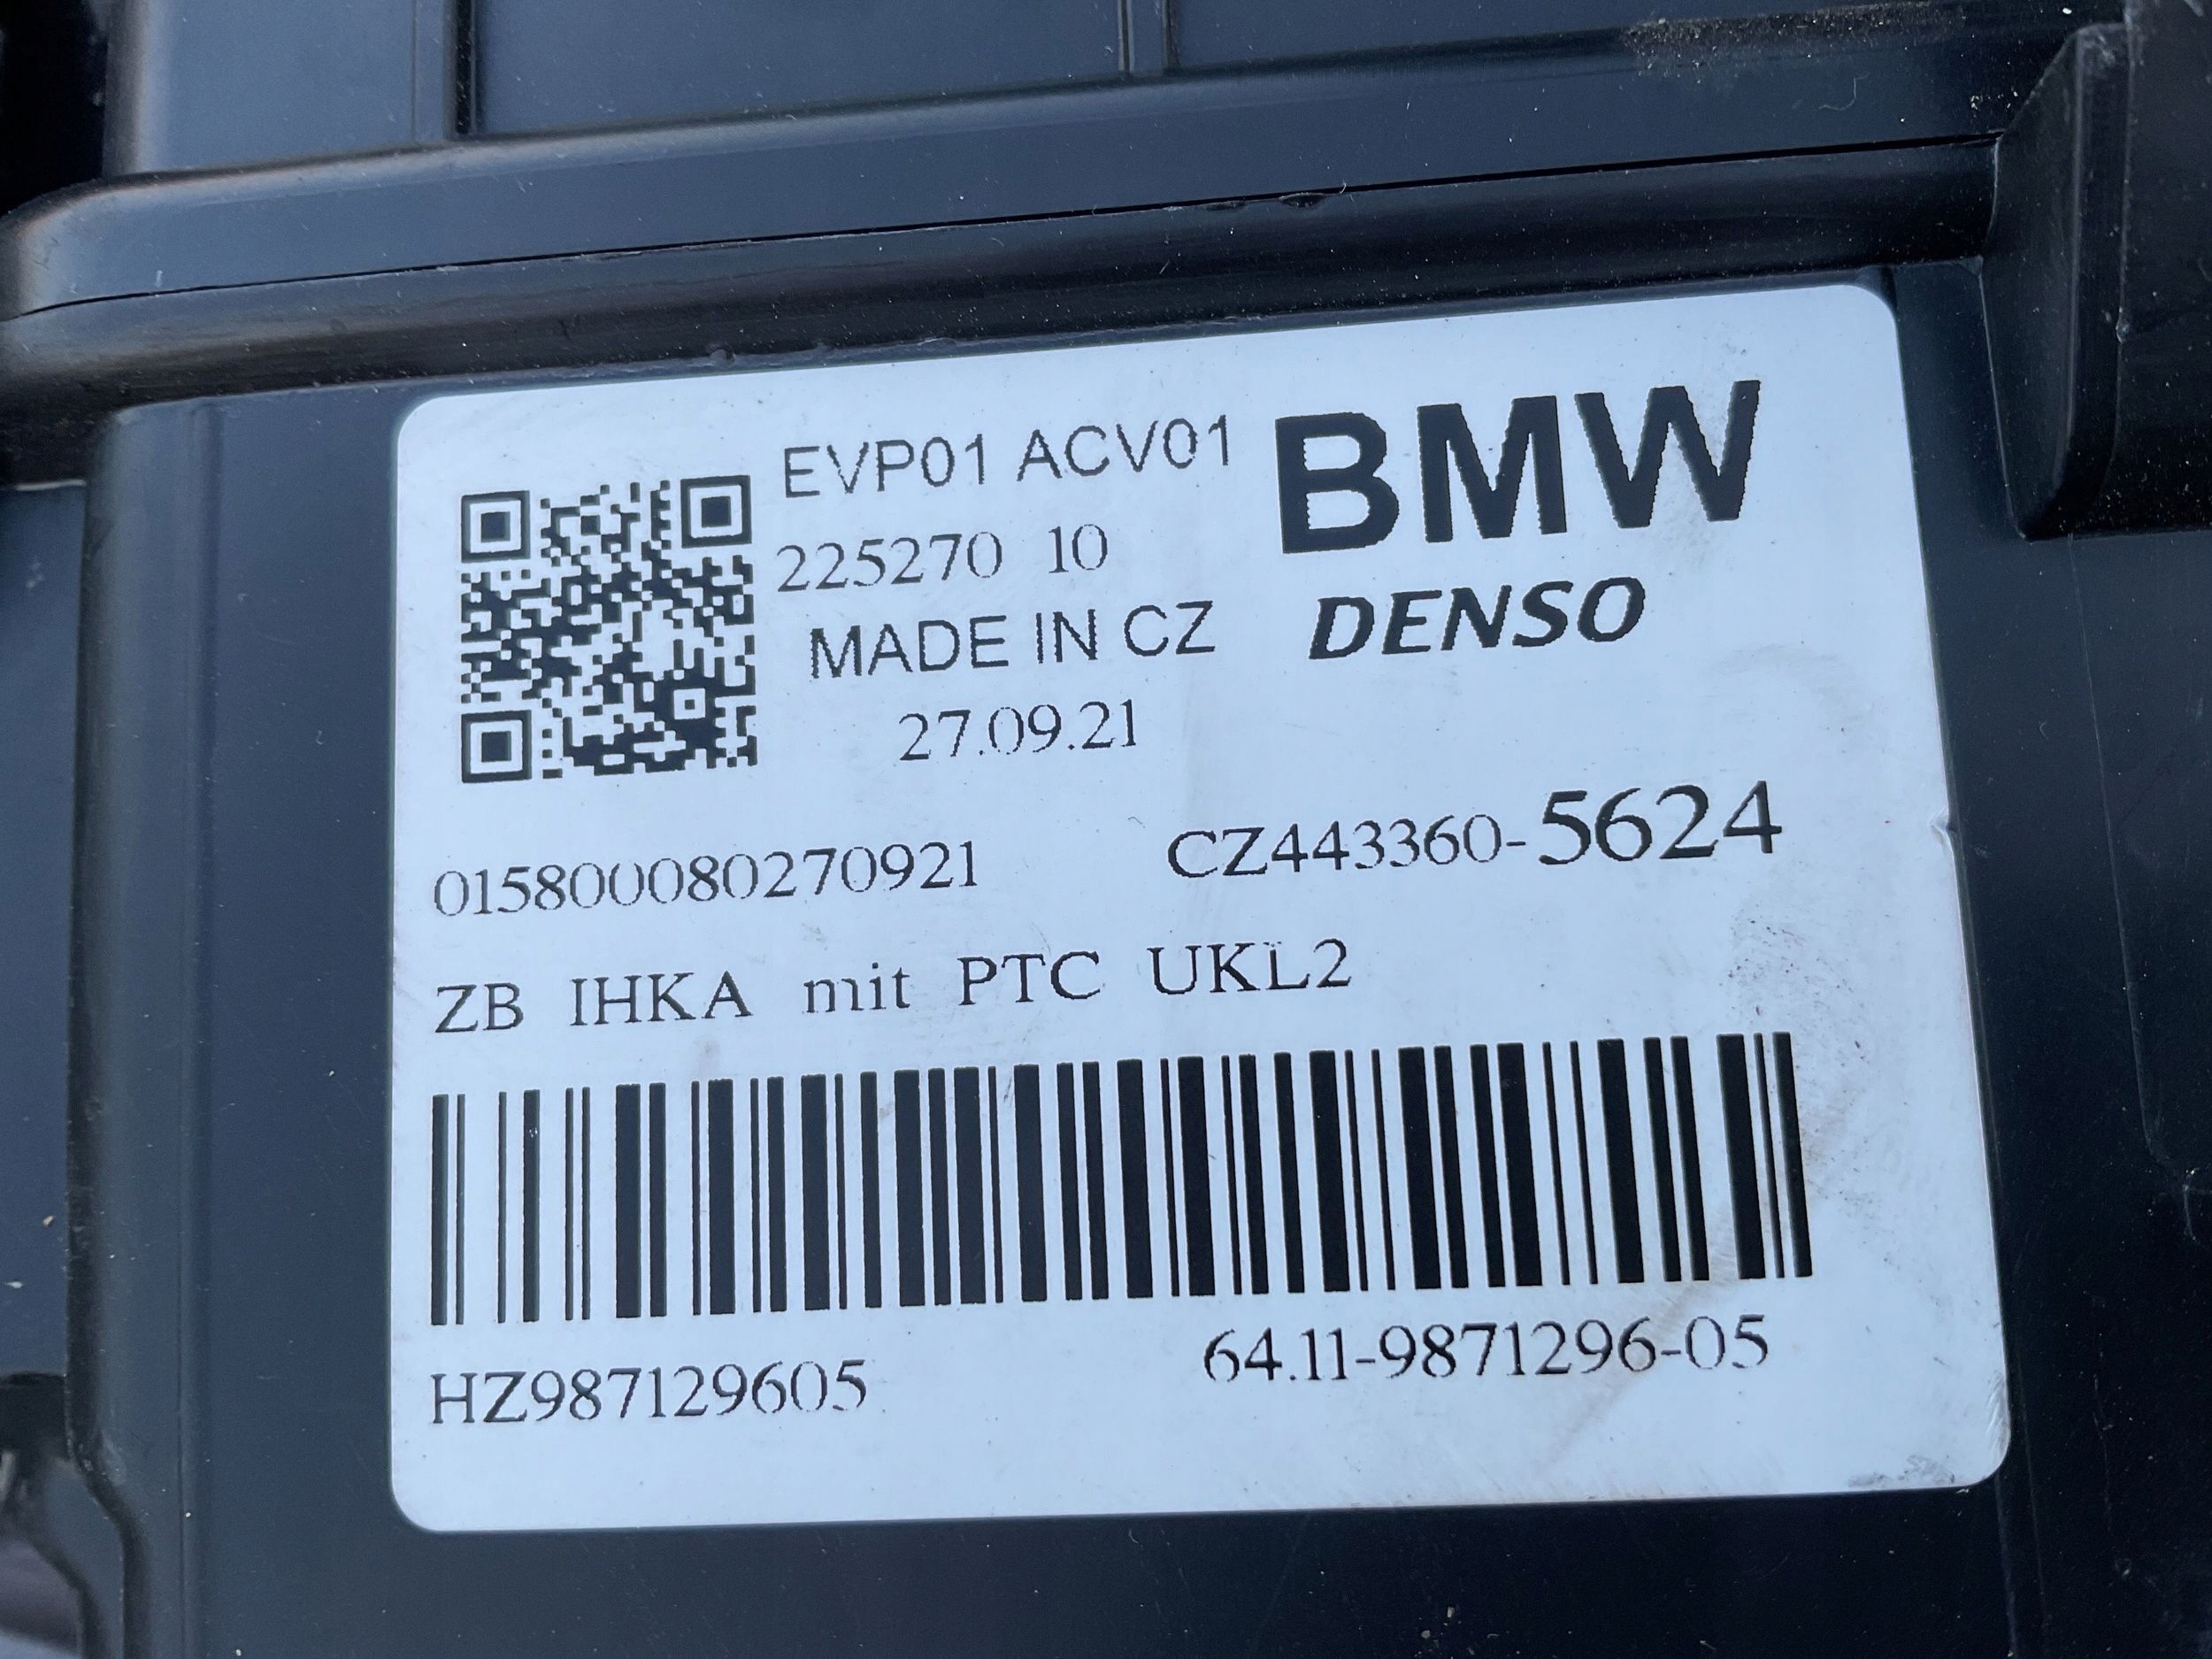 EVP01 ACV01
BMW
225270 10
DENSO
MADE IN CZ
27.09.21
015800080270921
CZ443360-5624
ZB IHKA mit PTC UKL2
HZ987129605
64.11-9871296-05